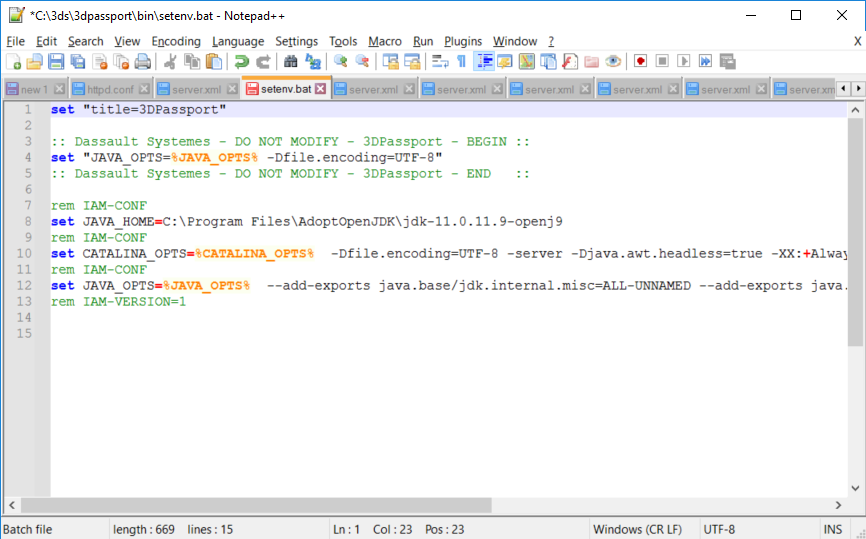 *C:\3ds\3dpassport\bin\setenv.bat - Notepad++
File Edit Search View Encoding Language Settings Tools Macro Run Plugins Window ? X
new 1 httpd.conf server.xml setenv.bat server.xml server.xml server.xml server.xml server.xml server.xm
1 set "title=3DPassport"
2
3 :: Dassault Systemes - DO NOT MODIFY - 3DPassport - BEGIN ::
4 set "JAVA_OPTS=%JAVA_OPTS% -Dfile.encoding=UTF-8"
5 :: Dassault Systemes - DO NOT MODIFY - 3DPassport - END   ::
6
7 rem IAM-CONF
8 set JAVA_HOME=C:\Program Files\AdoptOpenJDK\jdk-11.0.11.9-openj9
9 rem IAM-CONF
10 set CATALINA_OPTS=%CATALINA_OPTS%  -Dfile.encoding=UTF-8 -server -Djava.awt.headless=true -XX:+Alway
11 rem IAM-CONF
12 set JAVA_OPTS=%JAVA_OPTS%  --add-exports java.base/jdk.internal.misc=ALL-UNNAMED --add-exports java.
13 rem IAM-VERSION=1
14
15
Batch file length : 669 lines : 15 Ln : 1 Col : 23 Pos : 23 Windows (CR LF) UTF-8 INS